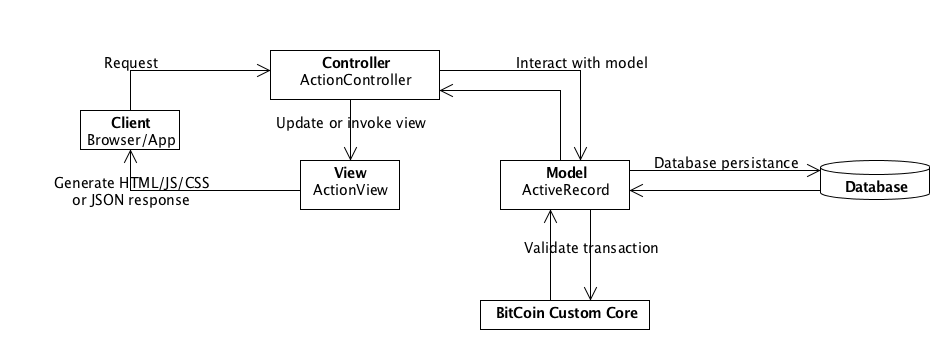 Request
Controller
ActionController
Interact with model
Client
Browser/App
Update or invoke view
View
ActionView
Generate HTML/JS/CSS
or JSON response
Model
ActiveRecord
Database persistance
Database
Validate transaction
BitCoin Custom Core